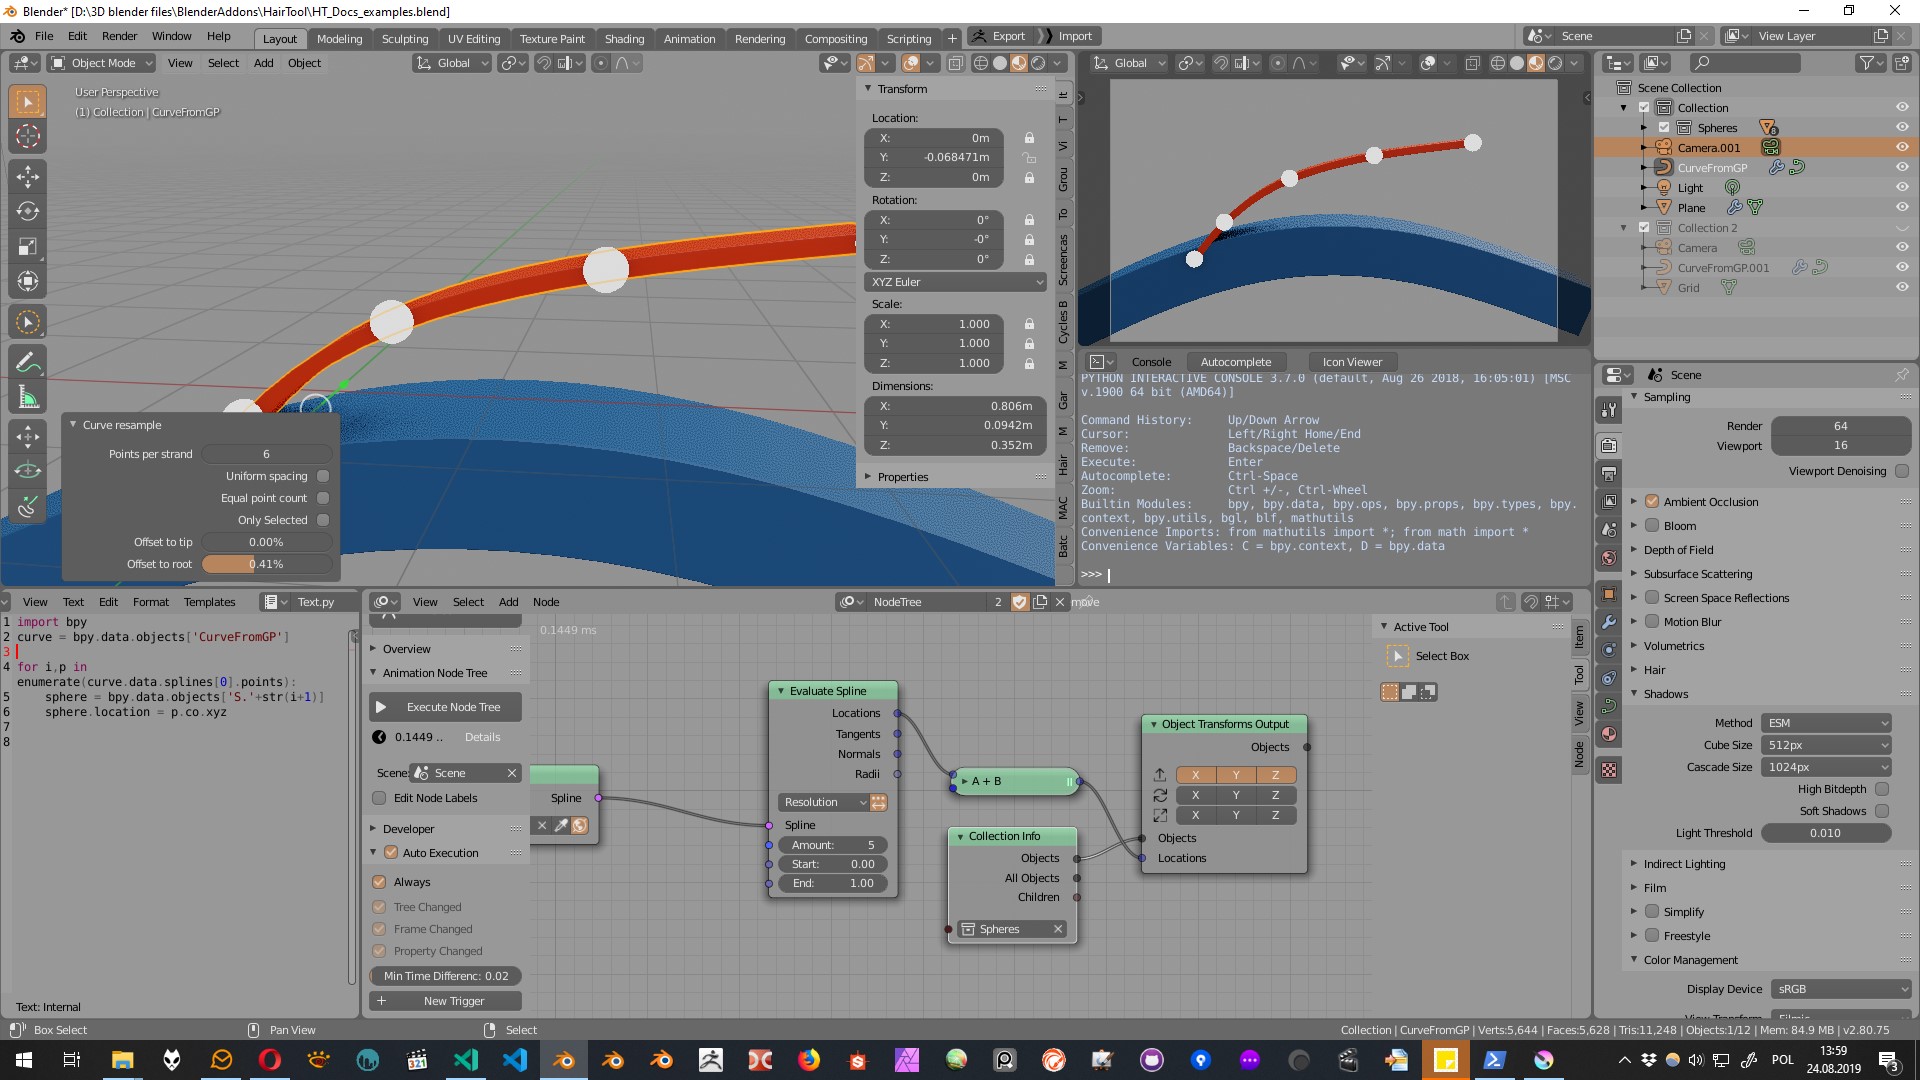 Blender* [D:\3D blender files\BlenderAddons\HairTool\HT_Docs_examples.blend]
File Edit Render Window Help Layout Modeling Sculpting UV Editing Texture Paint Shading Animation Rendering Compositing Scripting + Export Import Scene View Layer
Object Mode View Select Add Object Global Global
User Perspective
(1) Collection | CurveFromGP
Transform
Location:
X: 0m
Y: -0.068471m
Z: 0m
Rotation:
X: 0°
Y: -0°
Z: 0°
XYZ Euler
Scale:
X: 1.000
Y: 1.000
Z: 1.000
Dimensions:
X: 0.806m
Y: 0.0942m
Z: 0.352m
Properties
It
T
Vi
Grou
To
Screencas
Cycles B
M
Gar
M
Hair
MAC
Batc
Curve resample
Points per strand 6
Uniform spacing
Equal point count
Only Selected
Offset to tip 0.00%
Offset to root 0.41%
Console Autocomplete Icon Viewer
PYTHON INTERACTIVE CONSOLE 3.7.0 (default, Aug 26 2018, 16:05:01) [MSC
v.1900 64 bit (AMD64)]
Command History: Up/Down Arrow
Cursor: Left/Right Home/End
Remove: Backspace/Delete
Execute: Enter
Autocomplete: Ctrl-Space
Zoom: Ctrl +/-, Ctrl-Wheel
Builtin Modules: bpy, bpy.data, bpy.ops, bpy.props, bpy.types, bpy.
context, bpy.utils, bgl, blf, mathutils
Convenience Imports: from mathutils import *; from math import *
Convenience Variables: C = bpy.context, D = bpy.data
>>>
Scene Collection
Collection
Spheres 8
Camera.001
CurveFromGP
Light
Plane
Collection 2
Camera
CurveFromGP.001
Grid
Scene
Sampling
Render 64
Viewport 16
Viewport Denoising
Ambient Occlusion
Bloom
Depth of Field
Subsurface Scattering
Screen Space Reflections
Motion Blur
Volumetrics
Hair
Shadows
Method ESM
Cube Size 512px
Cascade Size 1024px
High Bitdepth
Soft Shadows
Light Threshold 0.010
Indirect Lighting
Film
Simplify
Freestyle
Color Management
Display Device sRGB
View Transform Filmic
View Text Edit Format Templates Text.py
1 import bpy
2 curve = bpy.data.objects['CurveFromGP']
3
4 for i,p in
enumerate(curve.data.splines[0].points):
5 sphere = bpy.data.objects['S.'+str(i+1)]
6 sphere.location = p.co.xyz
7
8
Text: Internal
View Select Add Node NodeTree 2 move
0.1449 ms
Overview
Animation Node Tree
Execute Node Tree
0.1449 .. Details
Scene: Scene
Edit Node Labels
Developer
Auto Execution
Always
Tree Changed
Frame Changed
Property Changed
Min Time Differenc: 0.02
+ New Trigger
Spline
Evaluate Spline
Locations
Tangents
Normals
Radii
Resolution
Spline
Amount: 5
Start: 0.00
End: 1.00
A + B
Collection Info
Objects
All Objects
Children
Spheres
Object Transforms Output
Objects
X Y Z
X Y Z
X Y Z
Objects
Locations
Active Tool
Select Box
Item
Tool
View
Node
Box Select Pan View Select Collection | CurveFromGP | Verts:5,644 | Faces:5,628 | Tris:11,248 | Objects:1/12 | Mem: 84.9 MB | v2.80.75
321
POL
13:59
24.08.2019
3